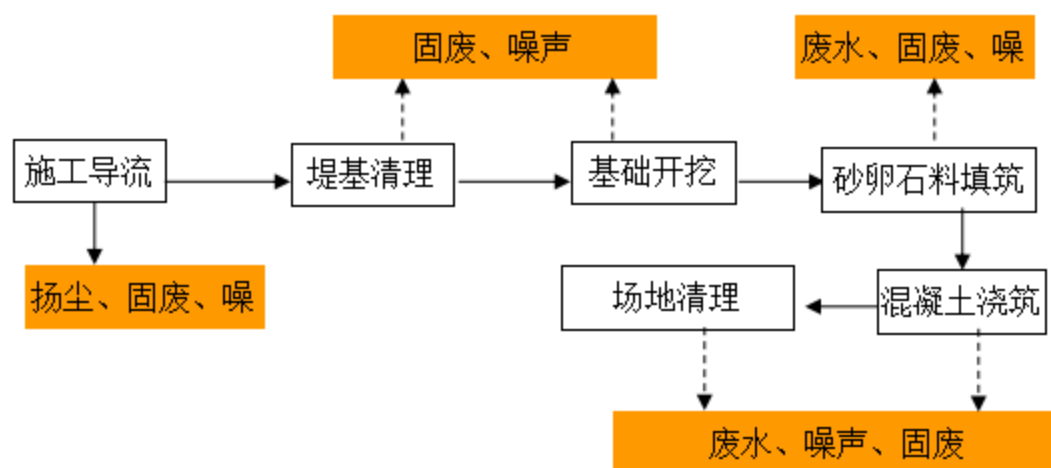 固废、噪声
废水、固废、噪
施工导流
堤基清理
基础开挖
砂卵石料填筑
扬尘、固废、噪
场地清理
混凝土浇筑
废水、噪声、固废